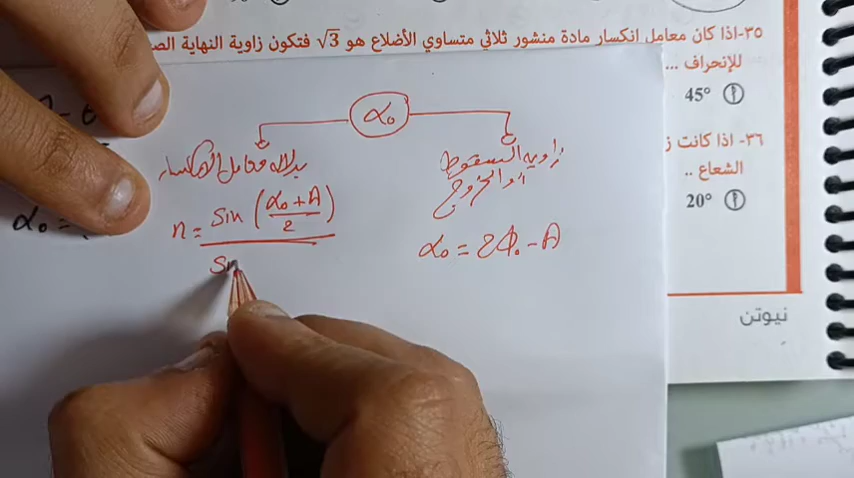 ٣٥-اذا كان معامل انكسار مادة منشور ثلاثي متساوي الأضلاع هو √3 فتكون زاوية النهاية الص
للإنحراف ...
45° أ
٣٦- اذا كانت ز
الشعاع ..
20° أ
نيوتن
α₀
زاوية السقوط
أو الخروج
α₀ = 2Φ₀ - A
بدلالة معامل الانكسار
n = sin (α₀ + A / 2)
Sin
α₀ =